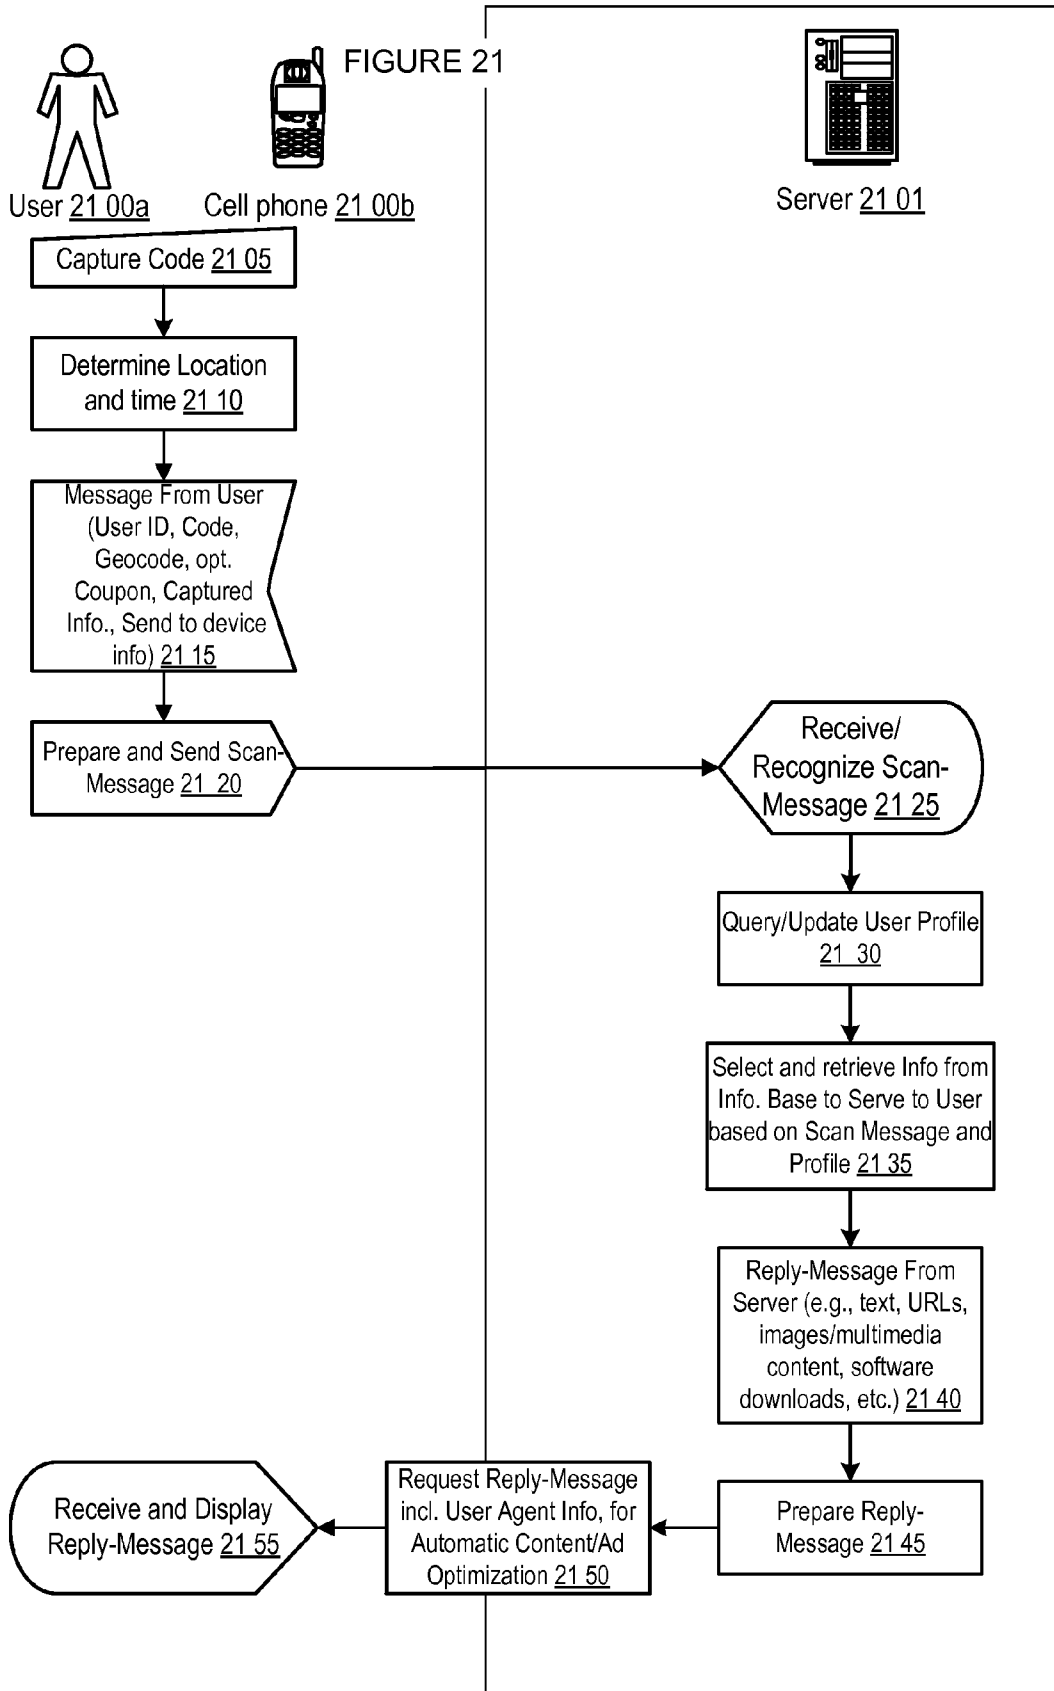 FIGURE 21
User 21 00a
Cell phone 21 00b
Server 21 01
Capture Code 21 05
Determine Location
and time 21 10
Message From User
(User ID, Code,
Geocode, opt.
Coupon, Captured
Info., Send to device
info) 21 15
Prepare and Send Scan-
Message 21 20
Receive/
Recognize Scan-
Message 21 25
Query/Update User Profile
21 30
Select and retrieve Info from
Info. Base to Serve to User
based on Scan Message and
Profile 21 35
Reply-Message From
Server (e.g., text, URLs,
images/multimedia
content, software
downloads, etc.) 21 40
Prepare Reply-
Message 21 45
Request Reply-Message
incl. User Agent Info, for
Automatic Content/Ad
Optimization 21 50
Receive and Display
Reply-Message 21 55